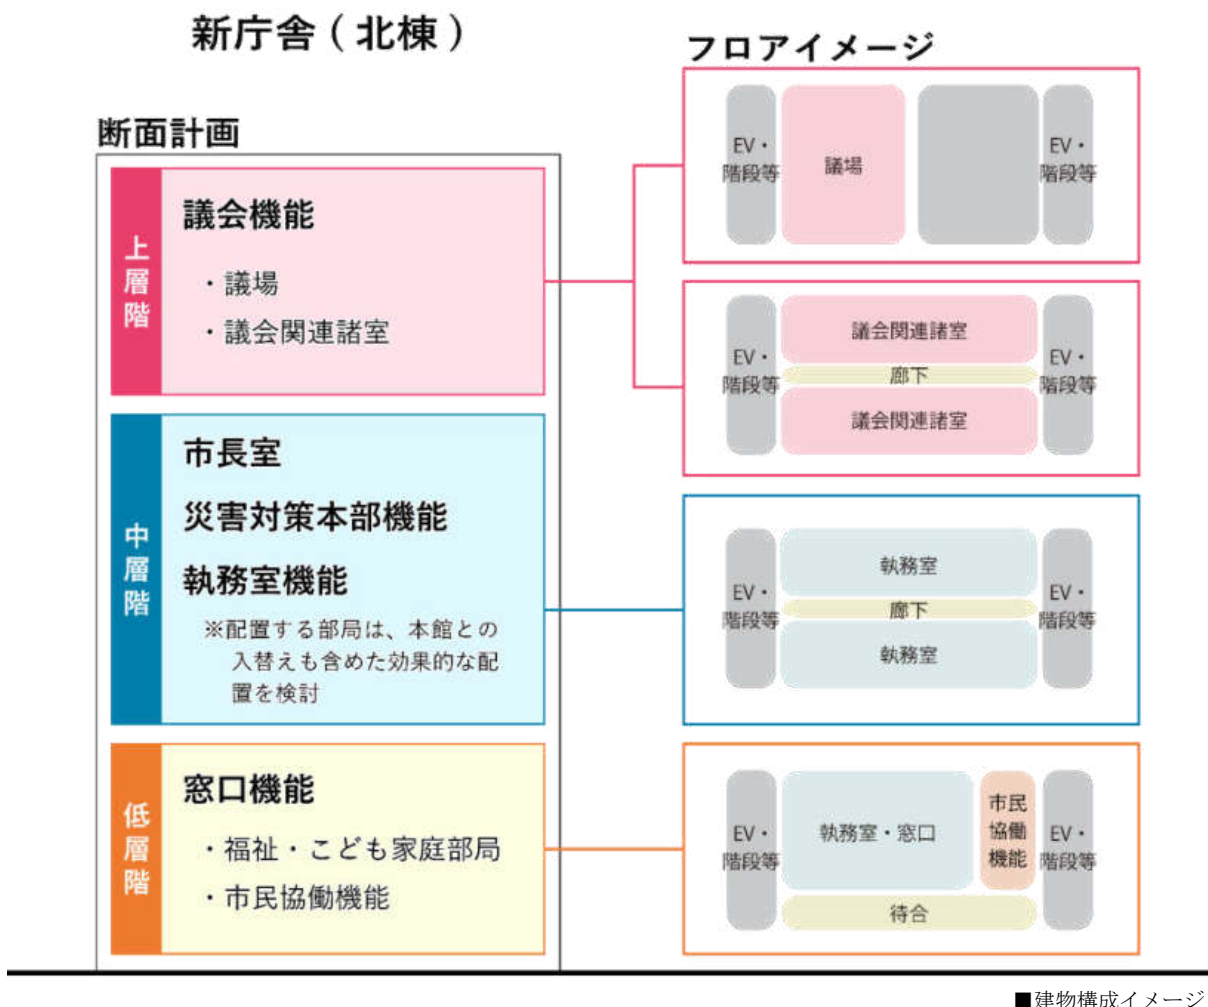 新庁舎(北棟)
断面計画
上層階
議会機能
・議場
・議会関連諸室
中層階
市長室
災害対策本部機能
執務室機能
※配置する部局は、本館との
入替えも含めた効果的な配
置を検討
低層階
窓口機能
・福祉・こども家庭部局
・市民協働機能
フロアイメージ
EV・
階段等
議場
EV・
階段等
EV・
階段等
議会関連諸室
廊下
議会関連諸室
EV・
階段等
EV・
階段等
執務室
廊下
執務室
EV・
階段等
EV・
階段等
執務室・窓口
市民
協働
機能
待合
EV・
階段等
■建物構成イメージ